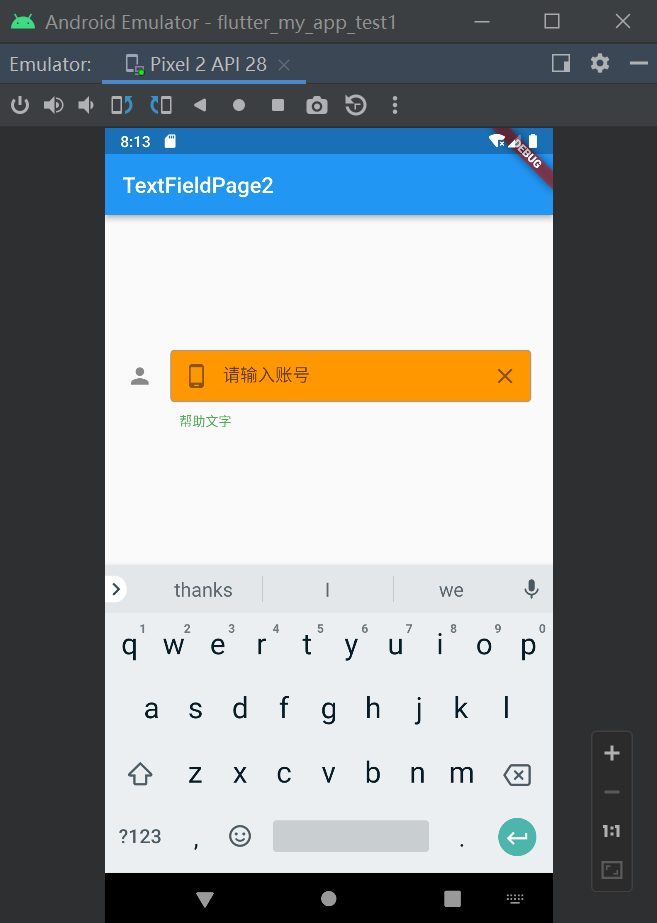 Android Emulator - flutter_my_app_test1
Emulator: Pixel 2 API 28
8:13
DEBUG
TextFieldPage2
请输入账号
帮助文字
thanks I we
1 2 3 4 5 6 7 8 9 0
q w e r t y u i o p
a s d f g h j k l
z x c v b n m
?123 , .
1:1